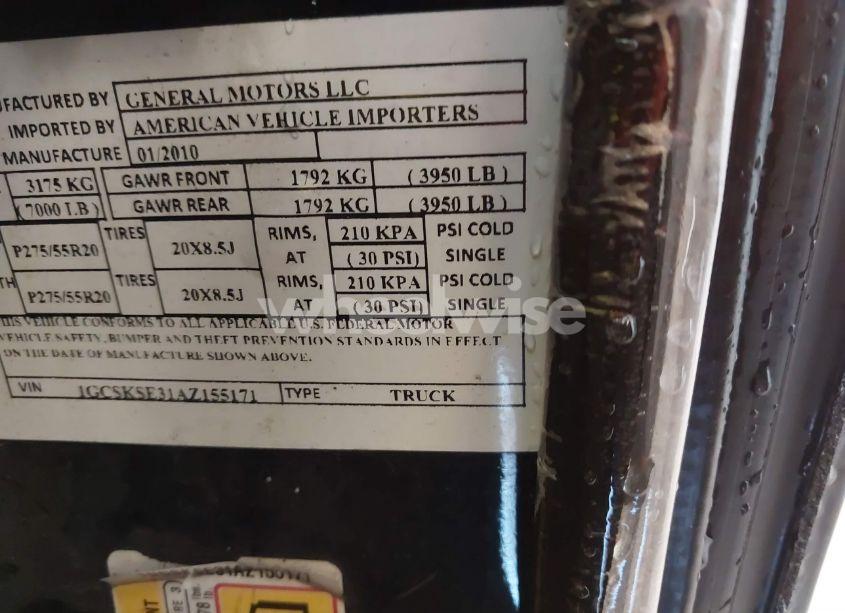 UFACTURED BY GENERAL MOTORS LLC
IMPORTED BY AMERICAN VEHICLE IMPORTERS
MANUFACTURE 01/2010
3175 KG GAWR FRONT 1792 KG ( 3950 LB )
(7000 LB) GAWR REAR 1792 KG ( 3950 LB )
P275/55R20 TIRES 20X8.5J RIMS, AT 210 KPA ( 30 PSI) PSI COLD SINGLE
TH P275/55R20 TIRES 20X8.5J RIMS, AT 210 KPA ( 30 PSI) PSI COLD SINGLE
wheelwise
THIS VEHICLE CONFORMS TO ALL APPLICABLE U.S. FEDERAL MOTOR
VEHICLE SAFETY, BUMPER AND THEFT PREVENTION STANDARDS IN EFFECT
ON THE DATE OF MANUFACTURE SHOWN ABOVE.
VIN 1GCSKSE31AZ155171 TYPE TRUCK